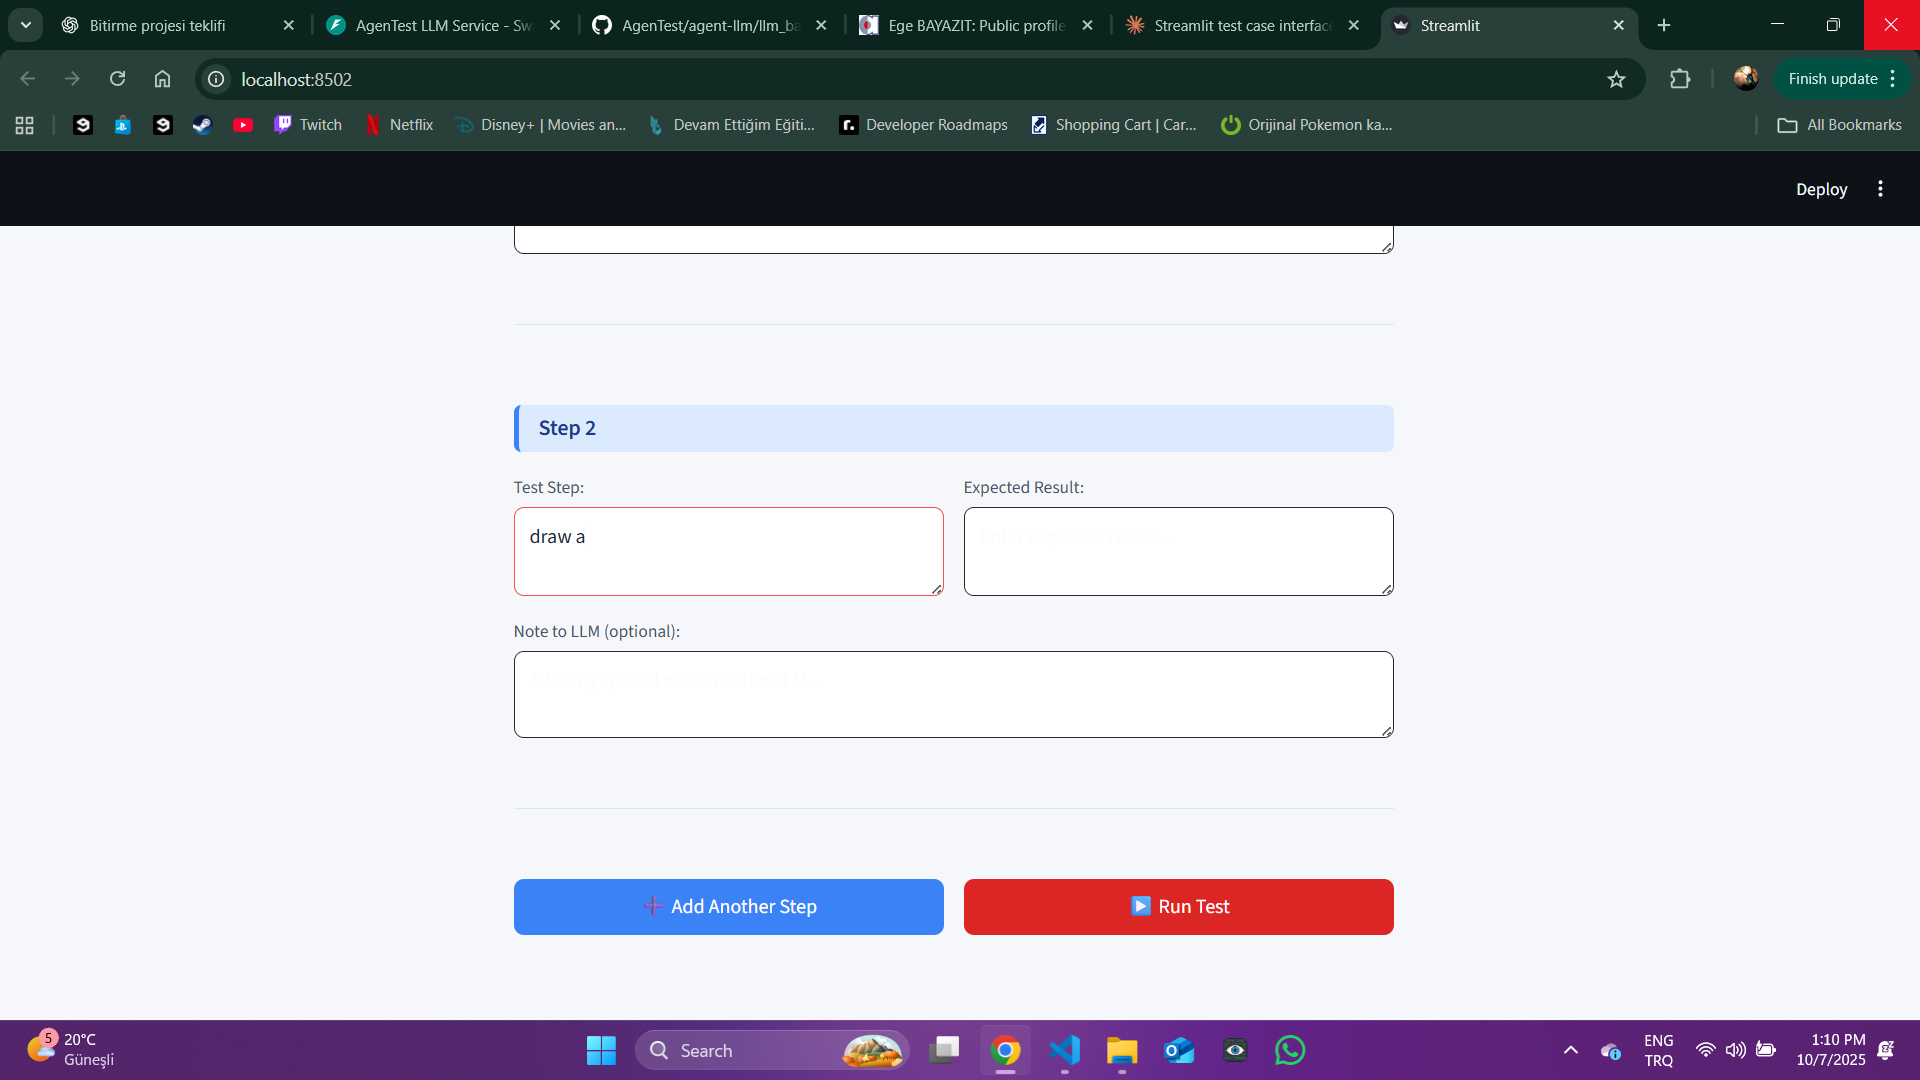 Bitirme projesi teklifi
AgenTest LLM Service - Sw
AgenTest/agent-llm/llm_ba
Ege BAYAZIT: Public profile
Streamlit test case interface
Streamlit
localhost:8502
Finish update
Twitch
Netflix
Disney+ | Movies an...
Devam Ettiğim Eğiti...
Developer Roadmaps
Shopping Cart | Car...
Orijinal Pokemon ka...
All Bookmarks
Deploy
Step 2
Test Step:
Expected Result:
draw a
Enter expected result...
Note to LLM (optional):
Add any special notes for the LLM...
Add Another Step
Run Test
5
20°C
Güneşli
Search
ENG
TRQ
1:10 PM
10/7/2025